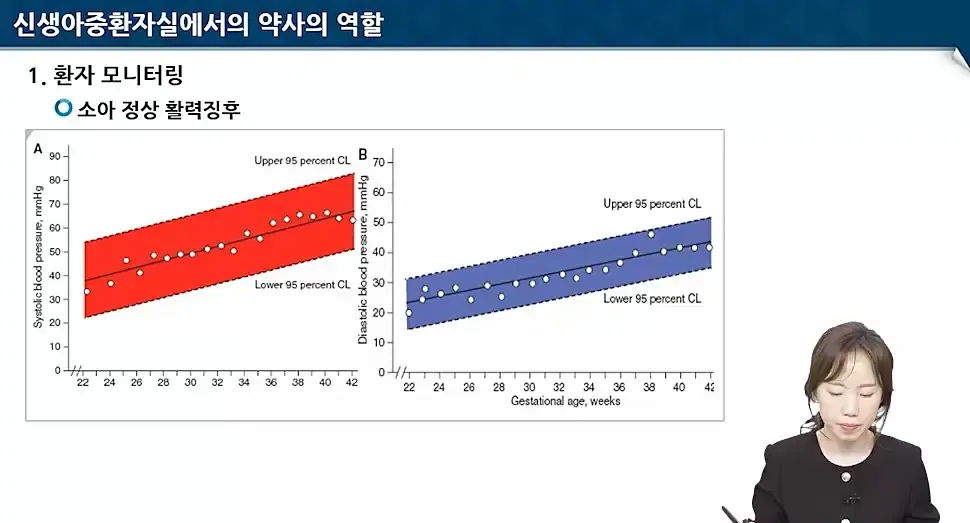 신생아중환자실에서의 약사의 역할
1. 환자 모니터링
소아 정상 활력징후
A
Systolic blood pressure, mmHg
90
80
70
60
50
40
30
20
10
0
Upper 95 percent CL
Lower 95 percent CL
22 24 26 28 30 32 34 36 38 40 42
B
Diastolic blood pressure, mmHg
70
60
50
40
30
20
10
0
Upper 95 percent CL
Lower 95 percent CL
22 24 26 28 30 32 34 36 38 40 42
Gestational age, weeks